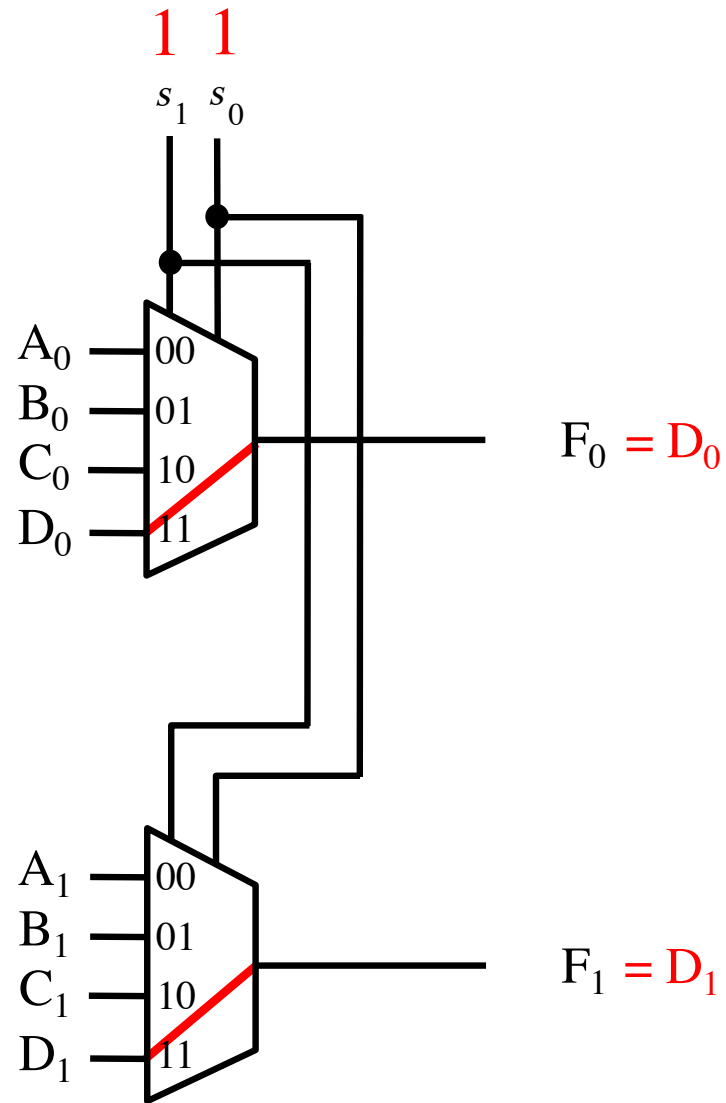 1 1
s₁ s₀
A₀ 00
B₀ 01
F₀ = D₀
C₀ 10
D₀ 11
A₁ 00
B₁ 01
F₁ = D₁
C₁ 10
D₁ 11